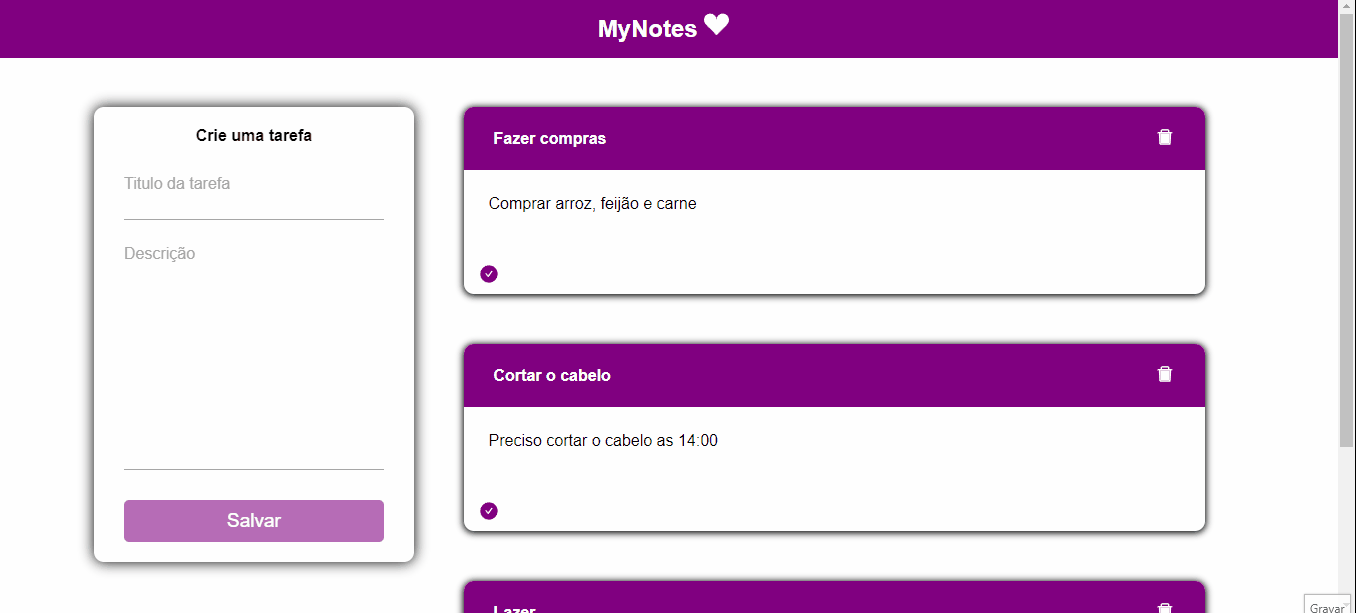 MyNotes
Crie uma tarefa
Titulo da tarefa
Descrição
Salvar
Fazer compras
Comprar arroz, feijão e carne
Cortar o cabelo
Preciso cortar o cabelo as 14:00
Lazer
Gravar